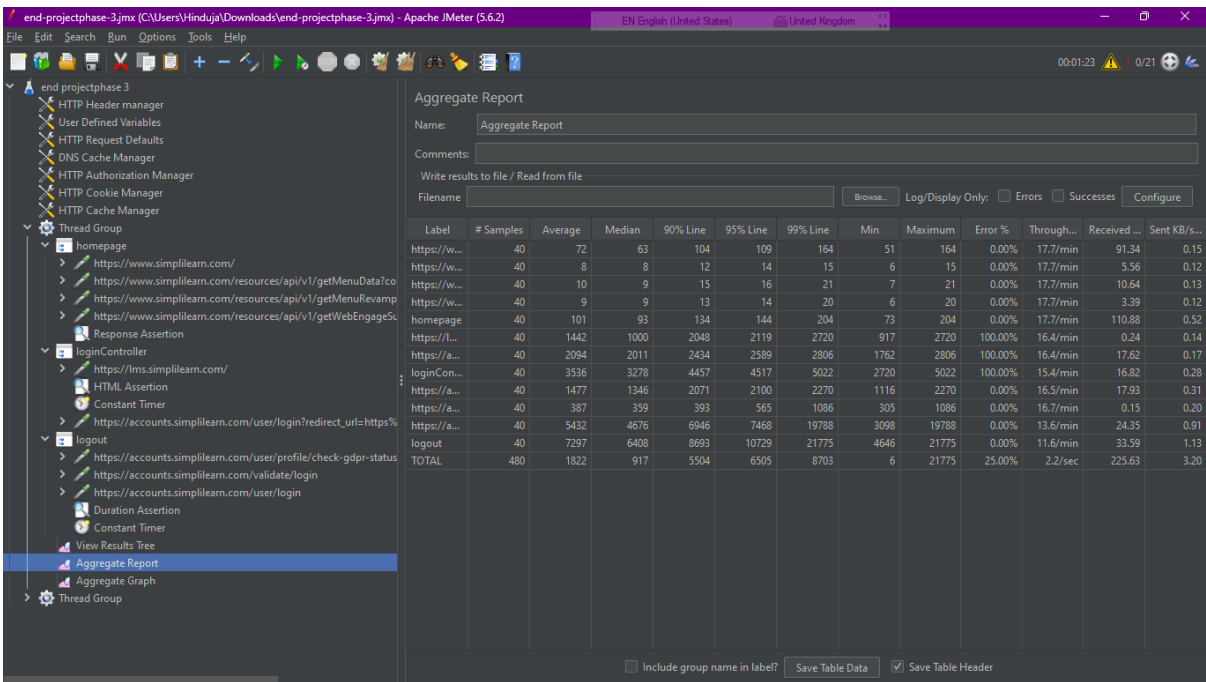 end-projectphase-3.jmx (C:\Users\Hinduja\Downloads\end-projectphase-3.jmx) - Apache JMeter (5.6.2)
EN English (United States) United Kingdom
File Edit Search Run Options Tools Help
00:01:23 1 0/21
end projectphase 3
HTTP Header manager
User Defined Variables
HTTP Request Defaults
DNS Cache Manager
HTTP Authorization Manager
HTTP Cookie Manager
HTTP Cache Manager
Thread Group
homepage
https://www.simplilearn.com/
https://www.simplilearn.com/resources/api/v1/getMenuData?co
https://www.simplilearn.com/resources/api/v1/getMenuRevamp
https://www.simplilearn.com/resources/api/v1/getWebEngageSu
Response Assertion
loginController
https://lms.simplilearn.com/
HTML Assertion
Constant Timer
https://accounts.simplilearn.com/user/login?redirect_url=https%
logout
https://accounts.simplilearn.com/user/profile/check-gdpr-status
https://accounts.simplilearn.com/validate/login
https://accounts.simplilearn.com/user/login
Duration Assertion
Constant Timer
View Results Tree
Aggregate Report
Aggregate Graph
Thread Group
Aggregate Report
Name: Aggregate Report
Comments:
Write results to file / Read from file
Filename Browse... Log/Display Only: Errors Successes Configure
Label # Samples Average Median 90% Line 95% Line 99% Line Min Maximum Error % Through... Received ... Sent KB/s...
https://w... 40 72 63 104 109 164 51 164 0.00% 17.7/min 91.34 0.15
https://w... 40 8 8 12 14 15 6 15 0.00% 17.7/min 5.56 0.12
https://w... 40 10 9 15 16 21 7 21 0.00% 17.7/min 10.64 0.13
https://w... 40 9 9 13 14 20 6 20 0.00% 17.7/min 3.39 0.12
homepage 40 101 93 134 144 204 73 204 0.00% 17.7/min 110.88 0.52
https://l... 40 1442 1000 2048 2119 2720 917 2720 100.00% 16.4/min 0.24 0.14
https://a... 40 2094 2011 2434 2589 2806 1762 2806 100.00% 16.4/min 17.62 0.17
loginCon... 40 3536 3278 4457 4517 5022 2720 5022 100.00% 15.4/min 16.82 0.28
https://a... 40 1477 1346 2071 2100 2270 1116 2270 0.00% 16.5/min 17.93 0.31
https://a... 40 387 359 393 565 1086 305 1086 0.00% 16.7/min 0.15 0.20
https://a... 40 5432 4676 6946 7468 19788 3098 19788 0.00% 13.6/min 24.35 0.91
logout 40 7297 6408 8693 10729 21775 4646 21775 0.00% 11.6/min 33.59 1.13
TOTAL 480 1822 917 5504 6505 8703 6 21775 25.00% 2.2/sec 225.63 3.20
Include group name in label? Save Table Data Save Table Header